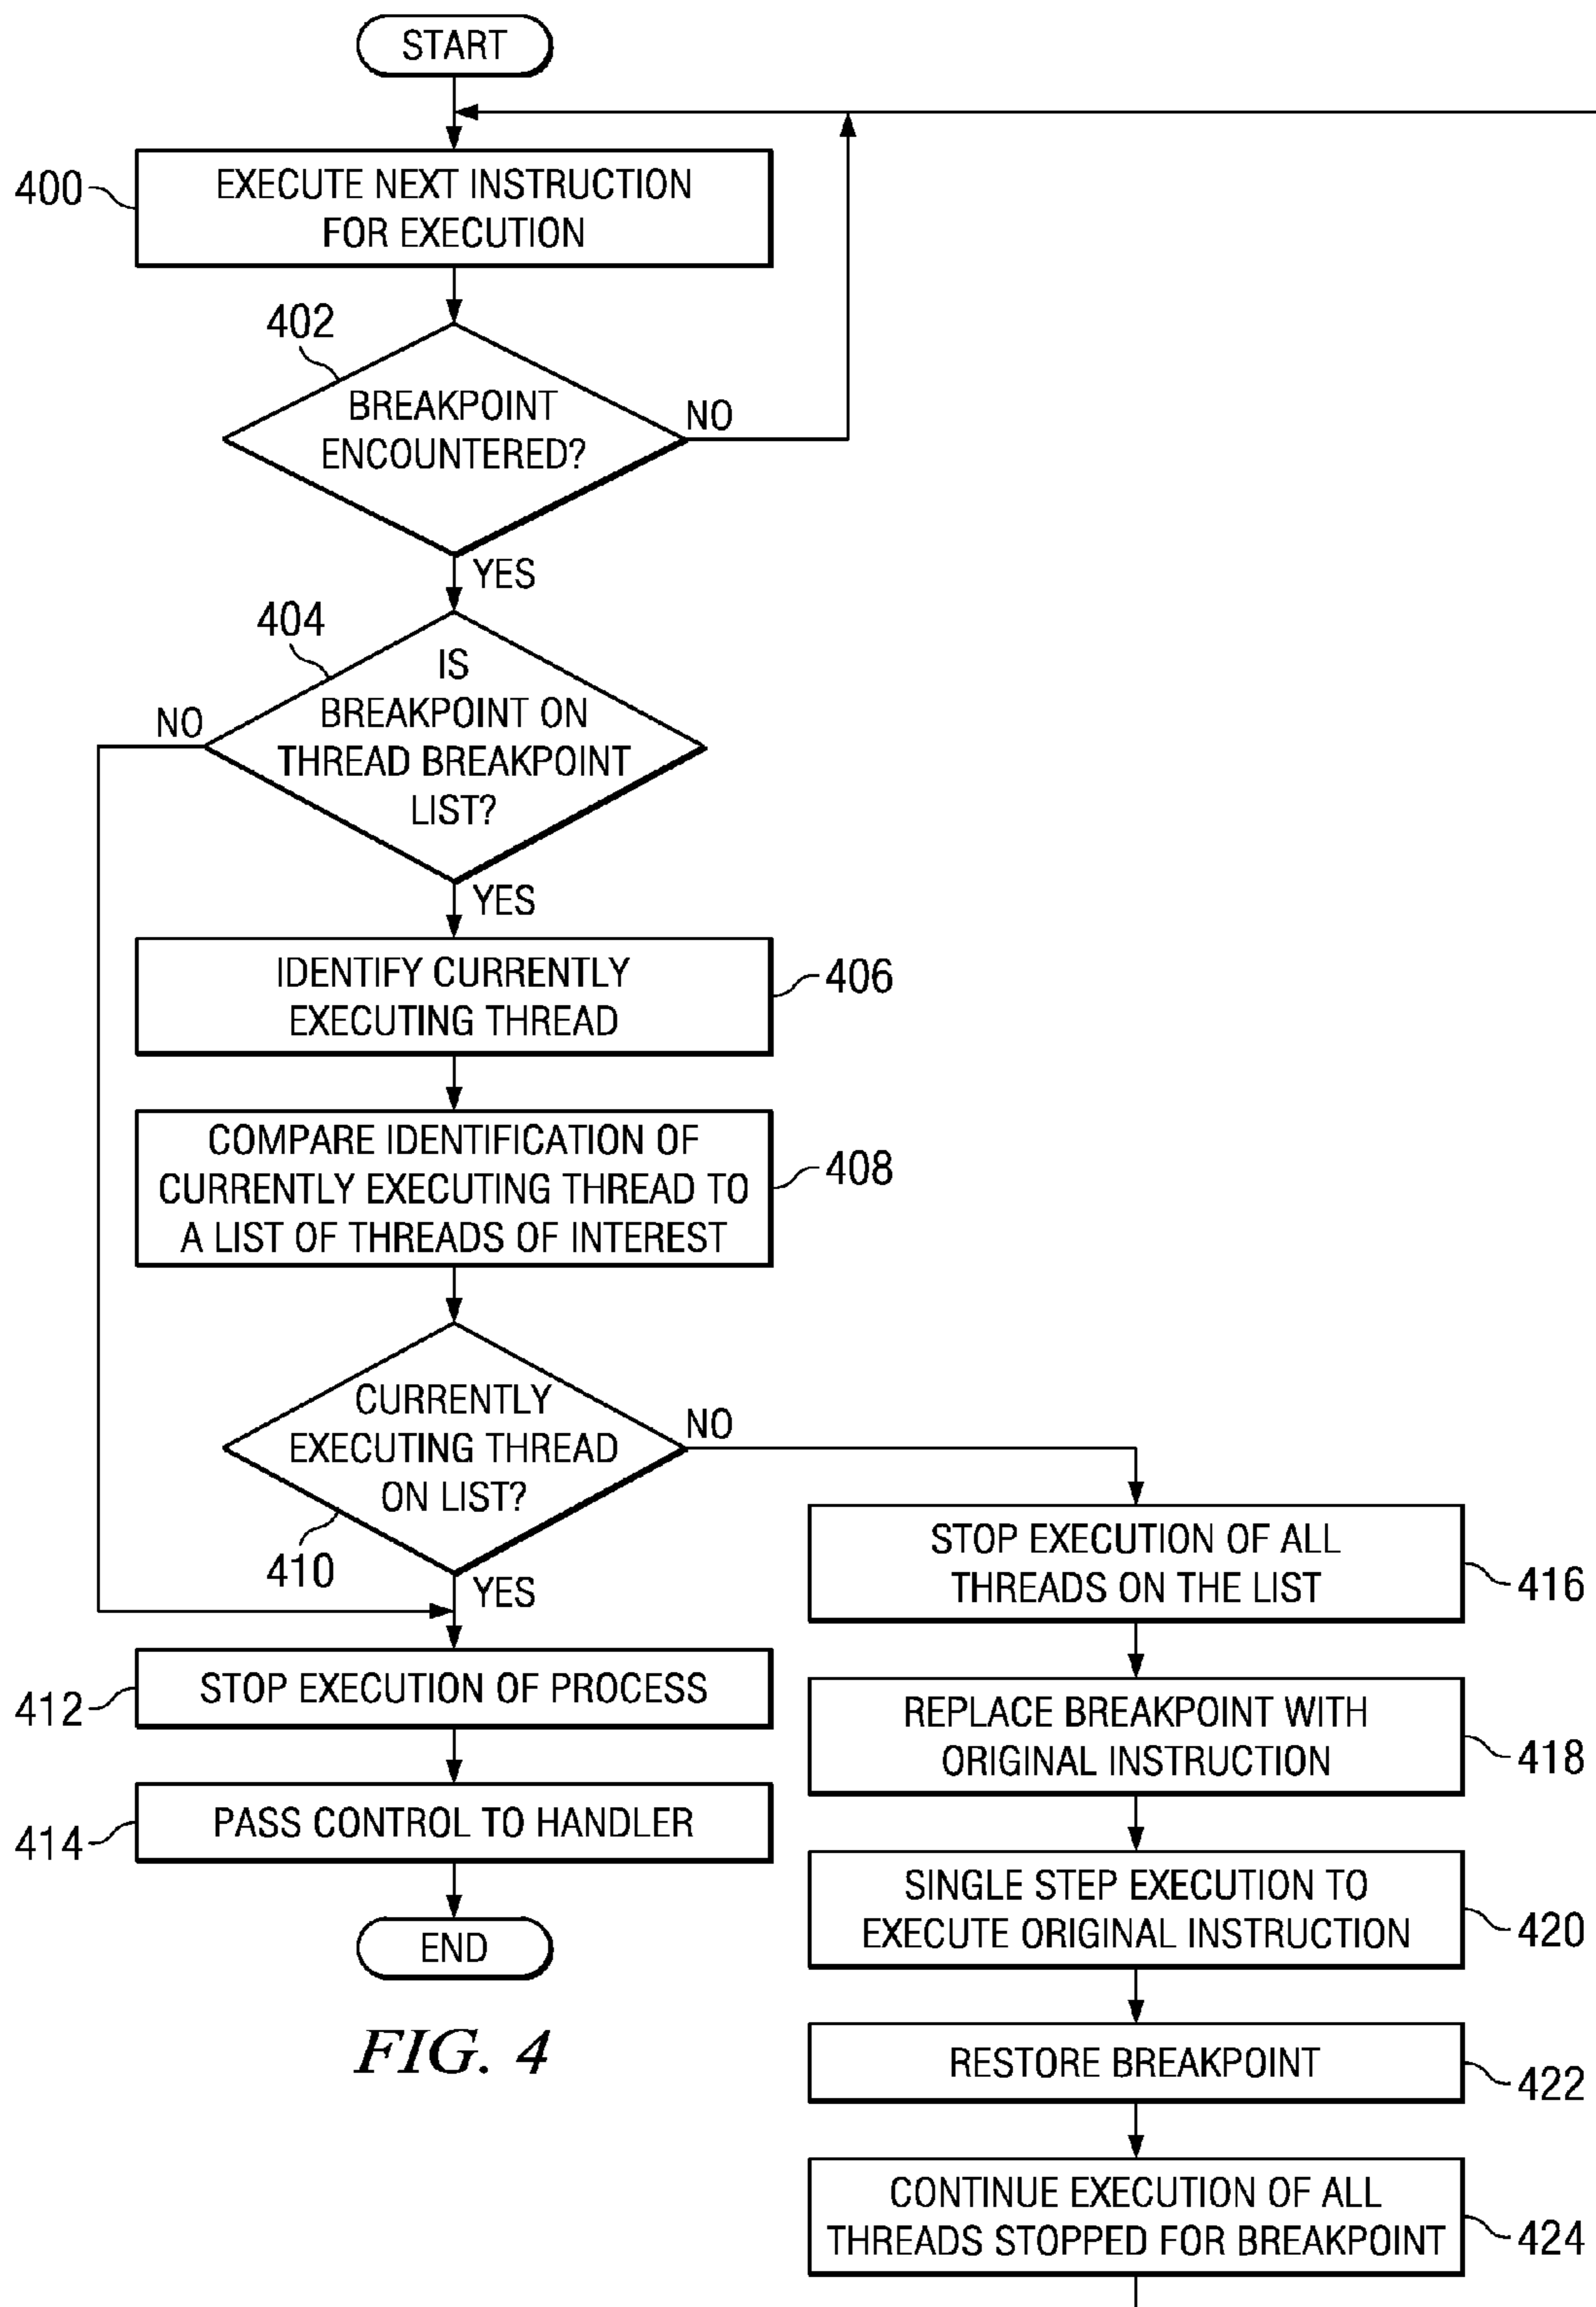 START
400
EXECUTE NEXT INSTRUCTION
FOR EXECUTION
402
BREAKPOINT
ENCOUNTERED?
NO
YES
404
IS
BREAKPOINT ON
THREAD BREAKPOINT
LIST?
NO
YES
IDENTIFY CURRENTLY
EXECUTING THREAD
406
COMPARE IDENTIFICATION OF
CURRENTLY EXECUTING THREAD TO
A LIST OF THREADS OF INTEREST
408
CURRENTLY
EXECUTING THREAD
ON LIST?
NO
410
YES
412
STOP EXECUTION OF PROCESS
414
PASS CONTROL TO HANDLER
END
STOP EXECUTION OF ALL
THREADS ON THE LIST
416
REPLACE BREAKPOINT WITH
ORIGINAL INSTRUCTION
418
SINGLE STEP EXECUTION TO
EXECUTE ORIGINAL INSTRUCTION
420
RESTORE BREAKPOINT
422
CONTINUE EXECUTION OF ALL
THREADS STOPPED FOR BREAKPOINT
424
FIG. 4